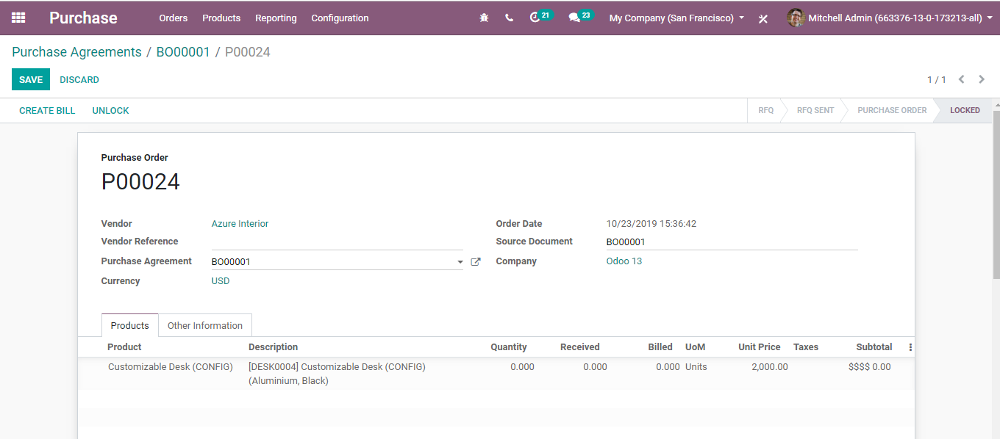 Purchase Orders Products Reporting Configuration 21 23 My Company (San Francisco) Mitchell Admin (663376-13-0-173213-all)
Purchase Agreements / BO00001 / P00024
SAVE DISCARD 1 / 1
CREATE BILL UNLOCK RFQ RFQ SENT PURCHASE ORDER LOCKED
Purchase Order
P00024
Vendor Azure Interior Order Date 10/23/2019 15:36:42
Vendor Reference Source Document BO00001
Purchase Agreement BO00001 Company Odoo 13
Currency USD
Products Other Information
Product Description Quantity Received Billed UoM Unit Price Taxes Subtotal
Customizable Desk (CONFIG) [DESK0004] Customizable Desk (CONFIG) 0.000 0.000 0.000 Units 2,000.00 $$$$ 0.00
(Aluminium, Black)